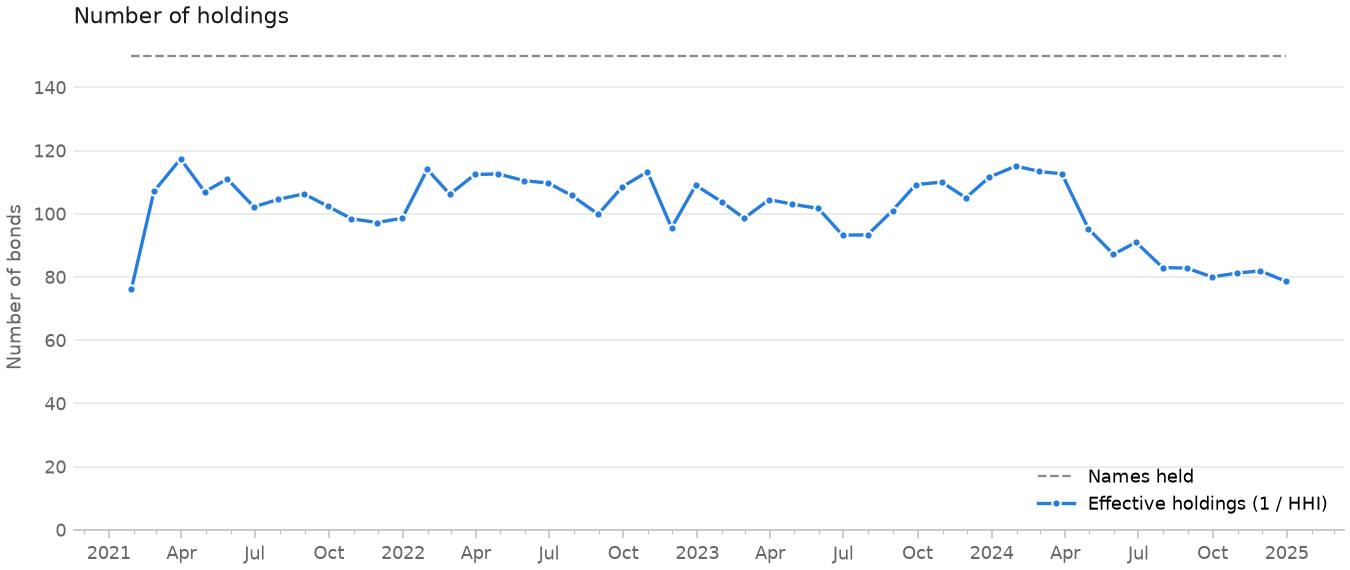 Number of holdings
140
120
100
80
60
40
20
0
Number of bonds
Names held
Effective holdings (1 / HHI)
2021 Apr Jul Oct 2022 Apr Jul Oct 2023 Apr Jul Oct 2024 Apr Jul Oct 2025